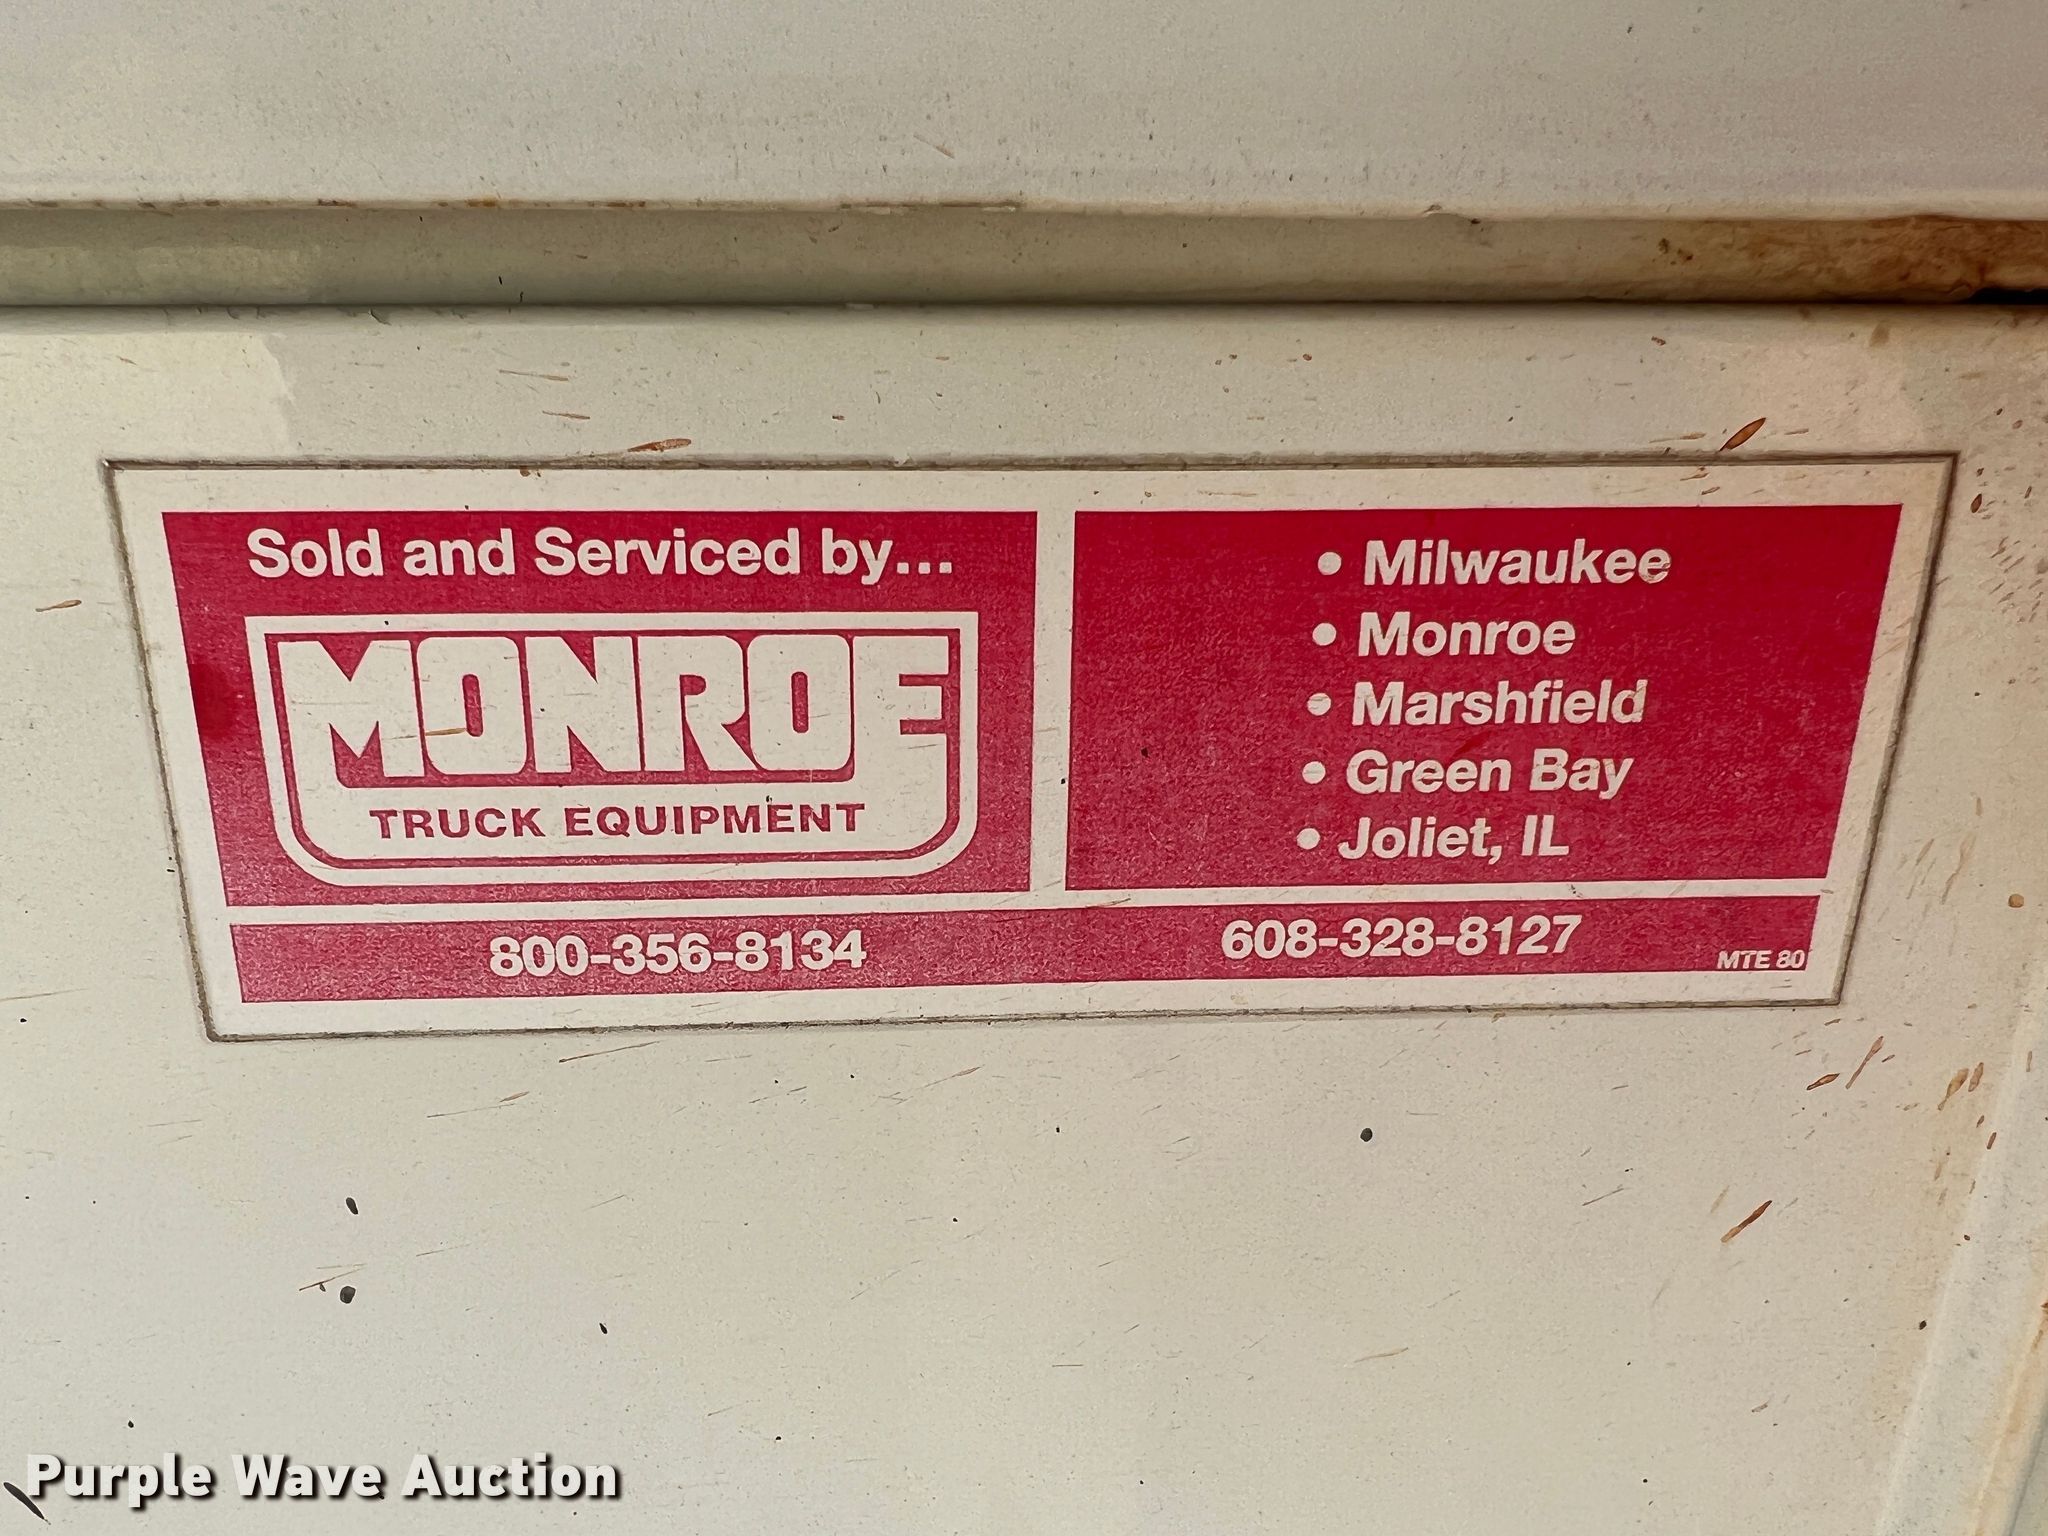 Sold and Serviced by...
MONROE
TRUCK EQUIPMENT
• Milwaukee
• Monroe
• Marshfield
• Green Bay
• Joliet, IL
800-356-8134
608-328-8127
MTE 80
Purple Wave Auction